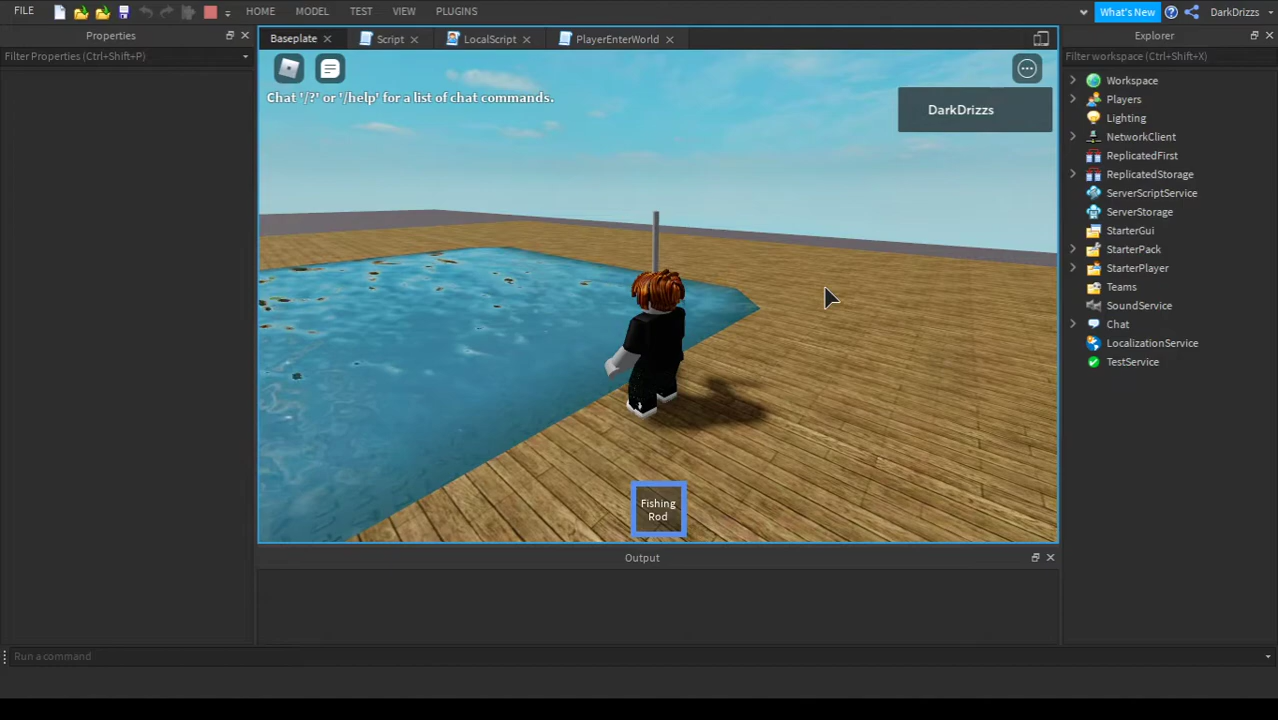 FILE
HOME
MODEL
TEST
VIEW
PLUGINS
What's New
DarkDrizzs
Properties
Filter Properties (Ctrl+Shift+P)
Baseplate
Script
LocalScript
PlayerEnterWorld
Chat '/?' or '/help' for a list of chat commands.
DarkDrizzs
Fishing
Rod
Output
Run a command
Explorer
Filter workspace (Ctrl+Shift+X)
Workspace
Players
Lighting
NetworkClient
ReplicatedFirst
ReplicatedStorage
ServerScriptService
ServerStorage
StarterGui
StarterPack
StarterPlayer
Teams
SoundService
Chat
LocalizationService
TestService